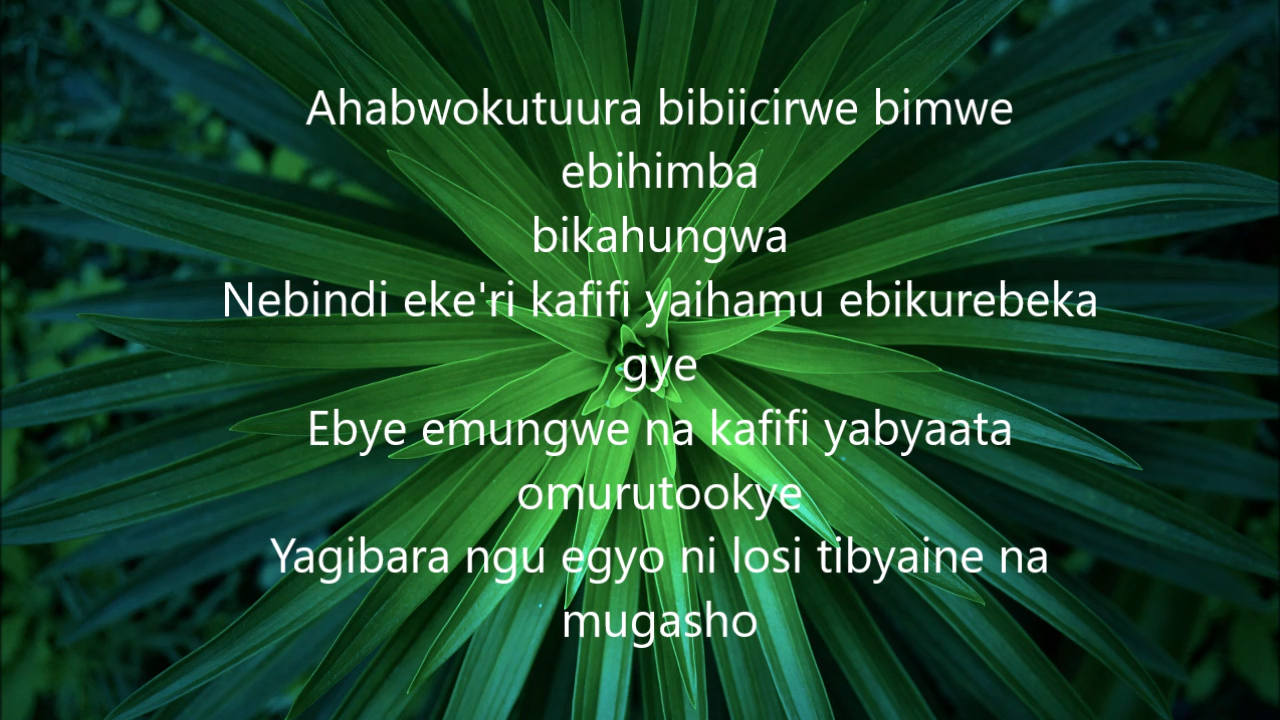 Ahabwokutuura bibiicirwe bimwe
ebihimba
bikahungwa
Nebindi eke'ri kafifi yaihamu ebikurebeka
gye
Ebye emungwe na kafifi yabyaata
omurutookye
Yagibara ngu egyo ni losi tibyaine na
mugasho